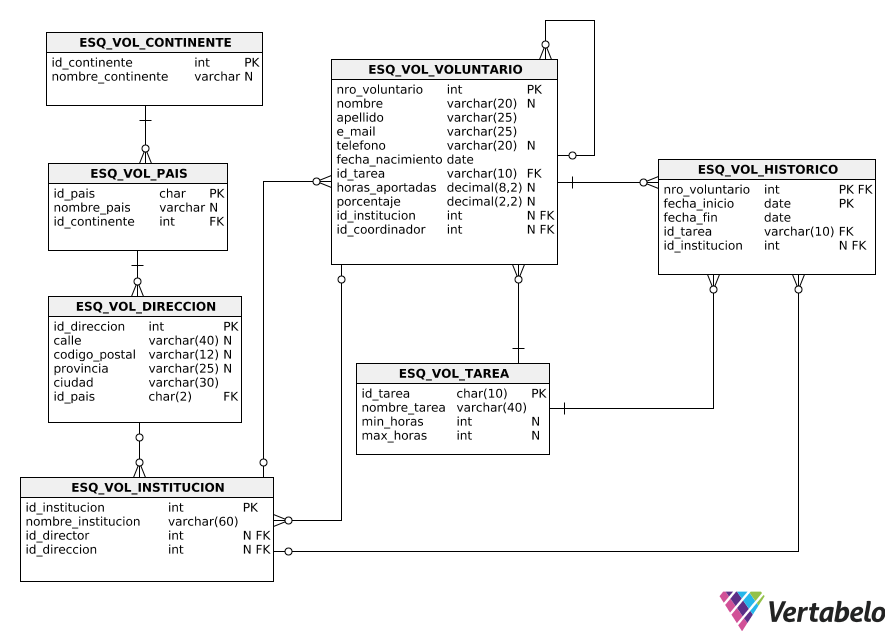 ESQ_VOL_CONTINENTE
id_continente int PK
nombre_continente varchar N
ESQ_VOL_PAIS
id_pais char PK
nombre_pais varchar N
id_continente int FK
ESQ_VOL_DIRECCION
id_direccion int PK
calle varchar(40) N
codigo_postal varchar(12) N
provincia varchar(25) N
ciudad varchar(30)
id_pais char(2) FK
ESQ_VOL_INSTITUCION
id_institucion int PK
nombre_institucion varchar(60)
id_director int N FK
id_direccion int N FK
ESQ_VOL_VOLUNTARIO
nro_voluntario int PK
nombre varchar(20) N
apellido varchar(25)
e_mail varchar(25)
telefono varchar(20) N
fecha_nacimiento date
id_tarea varchar(10) FK
horas_aportadas decimal(8,2) N
porcentaje decimal(2,2) N
id_institucion int N FK
id_coordinador int N FK
ESQ_VOL_TAREA
id_tarea char(10) PK
nombre_tarea varchar(40)
min_horas int N
max_horas int N
ESQ_VOL_HISTORICO
nro_voluntario int PK FK
fecha_inicio date PK
fecha_fin date
id_tarea varchar(10) FK
id_institucion int N FK
Vertabelo